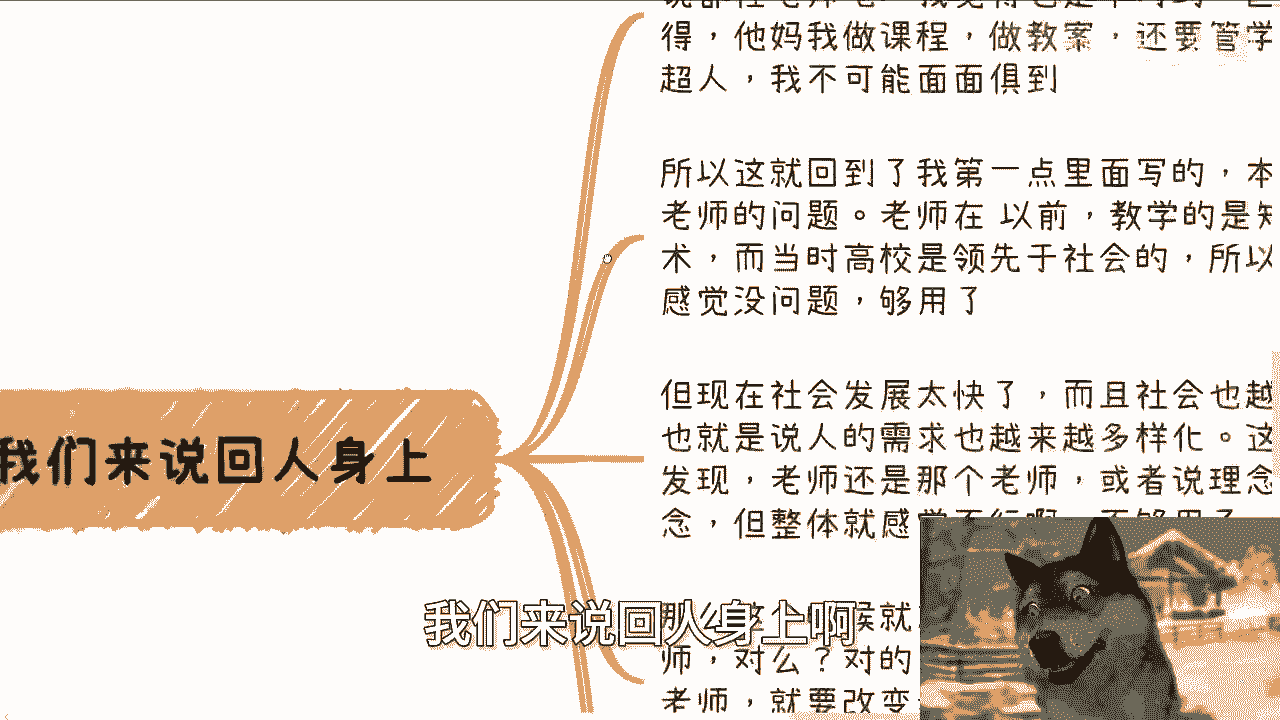 得，他妈我做课程，做教案，还要管学
超人，我不可能面面俱到
所以这就回到了我第一点里面写的，本
老师的问题。老师在 以前，教学的是知
术，而当时高校是领先于社会的，所以
感觉没问题，够用了
我们来说回人身上
但现在社会发展太快了，而且社会也越
也就是说人的需求也越来越多样化。这
发现，老师还是那个老师，或者说理念
念，但整体就感觉不行啊，不够用了
我们来说回人身上啊
师，对么？对的
老师，就要改变